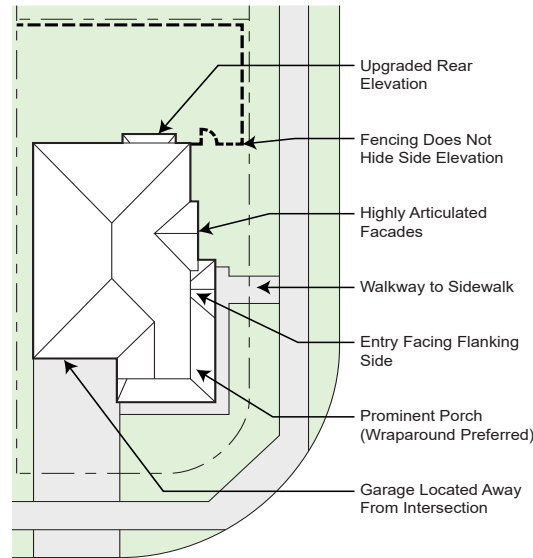 Upgraded Rear
Elevation
Fencing Does Not
Hide Side Elevation
Highly Articulated
Facades
Walkway to Sidewalk
Entry Facing Flanking
Side
Prominent Porch
(Wraparound Preferred)
Garage Located Away
From Intersection